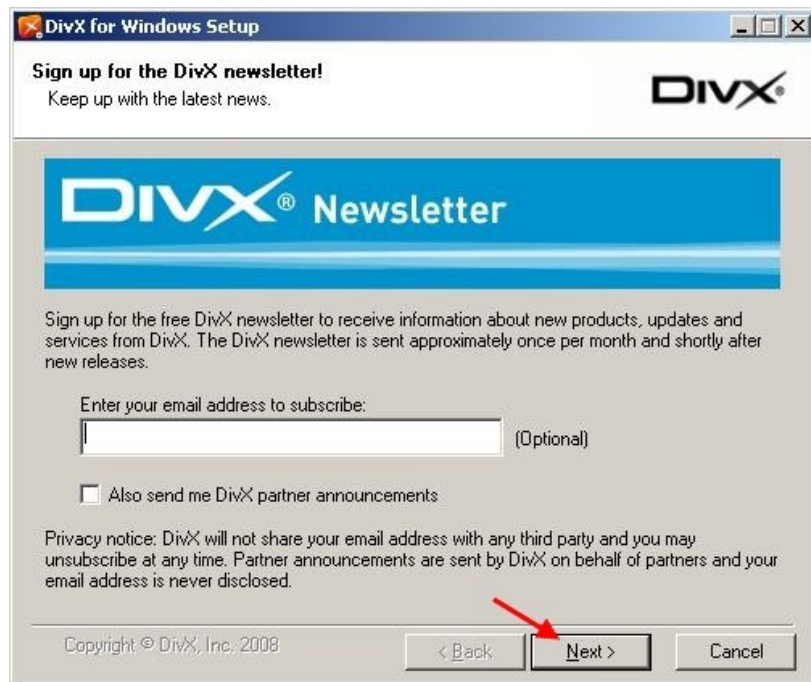 DivX for Windows Setup
Sign up for the DivX newsletter!
Keep up with the latest news.
DIVX®
DIVX® Newsletter
Sign up for the free DivX newsletter to receive information about new products, updates and
services from DivX. The DivX newsletter is sent approximately once per month and shortly after
new releases.
Enter your email address to subscribe:
(Optional)
Also send me DivX partner announcements
Privacy notice: DivX will not share your email address with any third party and you may
unsubscribe at any time. Partner announcements are sent by DivX on behalf of partners and your
email address is never disclosed.
Copyright © DivX, Inc. 2008
< Back
Next >
Cancel